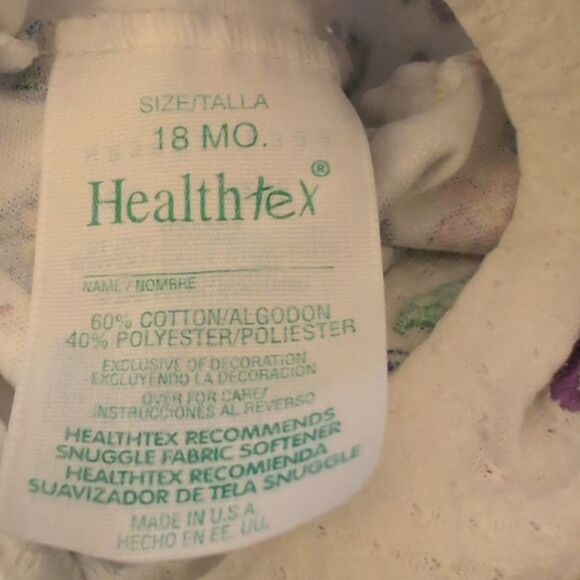 SIZE/TALLA
18 MO.
Healthtex®
NAME/NOMBRE
60% COTTON/ALGODON
40% POLYESTER/POLIESTER
EXCLUSIVE OF DECORATION
EXCLUYENDO LA DECORACION
OVER FOR CARE/
INSTRUCCIONES AL REVERSO
HEALTHTEX RECOMMENDS
SNUGGLE FABRIC SOFTENER
HEALTHTEX RECOMIENDA
SUAVIZADOR DE TELA SNUGGLE
MADE IN U.S.A.
HECHO EN EE. UU.